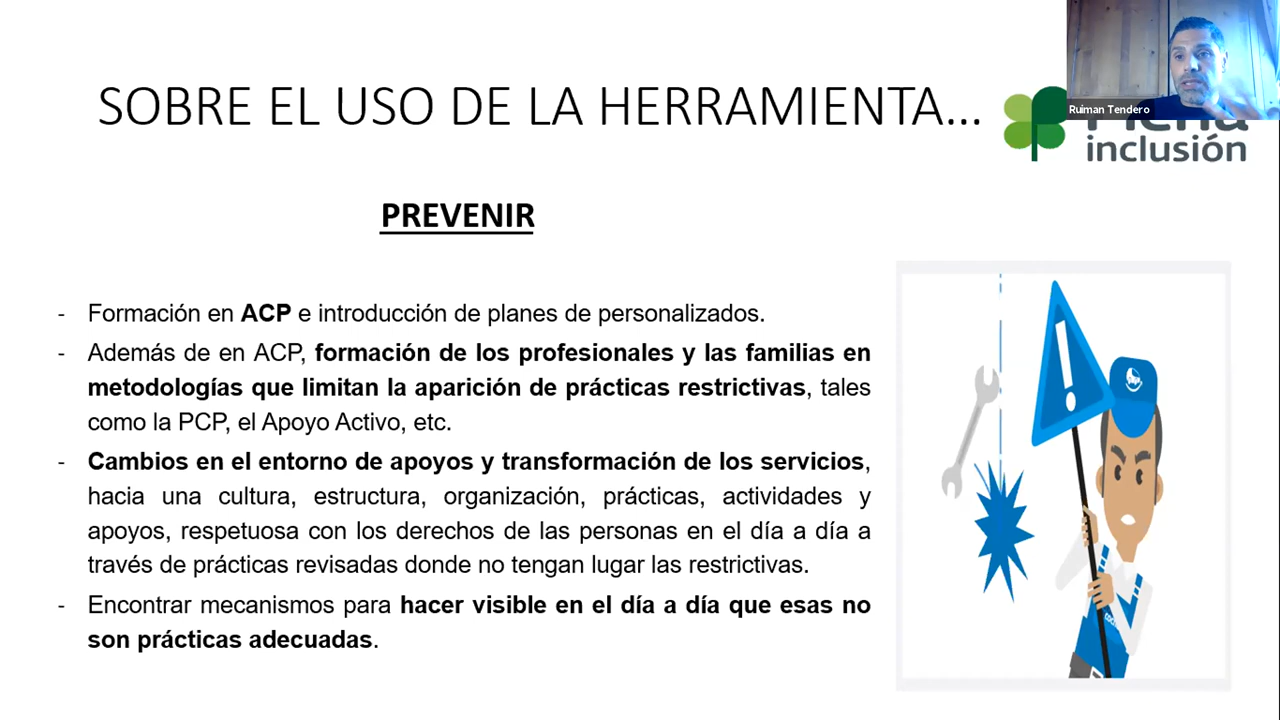 SOBRE EL USO DE LA HERRAMIENTA...
Ruiman Tendero
inclusión
PREVENIR
- Formación en ACP e introducción de planes de personalizados.
- Además de en ACP, formación de los profesionales y las familias en
metodologías que limitan la aparición de prácticas restrictivas, tales
como la PCP, el Apoyo Activo, etc.
- Cambios en el entorno de apoyos y transformación de los servicios,
hacia una cultura, estructura, organización, prácticas, actividades y
apoyos, respetuosa con los derechos de las personas en el día a día a
través de prácticas revisadas donde no tengan lugar las restrictivas.
- Encontrar mecanismos para hacer visible en el día a día que esas no
son prácticas adecuadas.